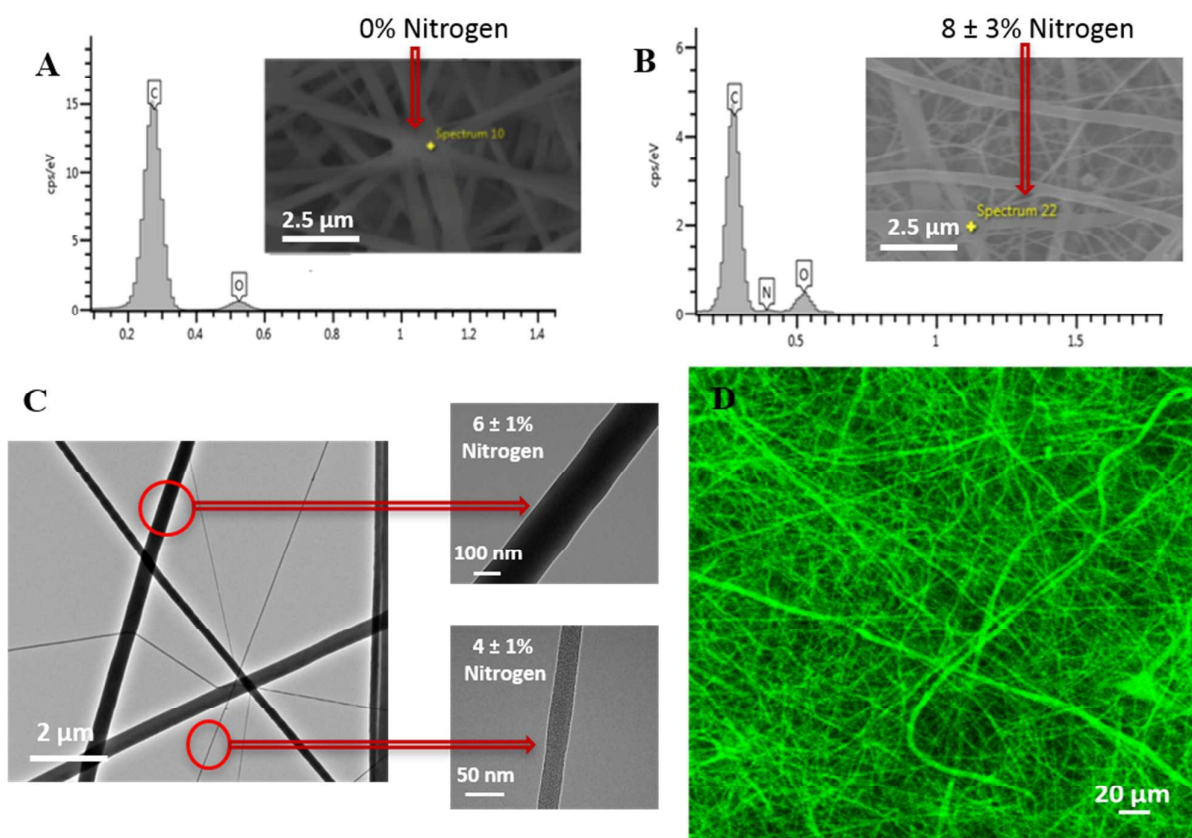 0% Nitrogen
A
C
O
15
10
5
0
cps/eV
0.2
0.4
0.6
0.8
1
1.2
1.4
Spectrum 10
2.5 µm
8 ± 3% Nitrogen
B
C
N
O
6
4
2
0
cps/eV
0.5
1
1.5
Spectrum 22
2.5 µm
C
2 µm
6 ± 1%
Nitrogen
100 nm
4 ± 1%
Nitrogen
50 nm
D
20 µm